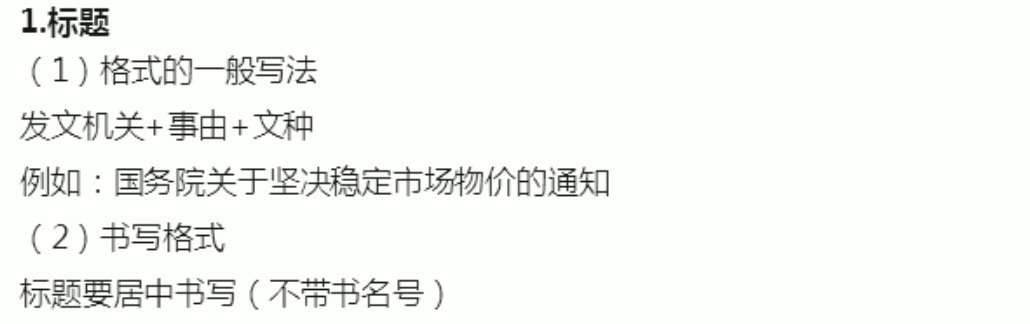 1.标题
（1）格式的一般写法
发文机关+事由+文种
例如：国务院关于坚决稳定市场物价的通知
（2）书写格式
标题要居中书写（不带书名号）